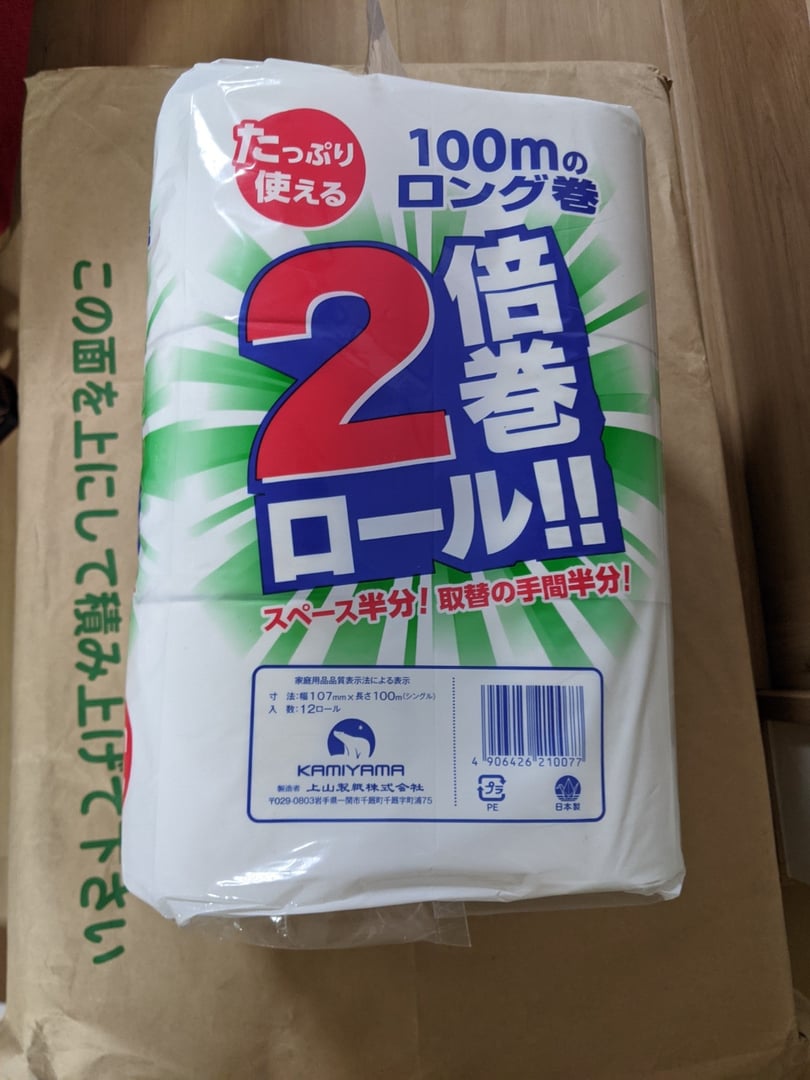 たっぷり
使える
100mの
ロング巻
2倍巻
ロール!!
スペース半分!取替の手間半分!
家庭用品品質表示法による表示
寸 法:幅107mm×長さ100m(シングル)
入 数:12ロール
KAMIYAMA
製造者 上山製紙株式会社
〒029-0803岩手県一関市千厩町千厩字町浦75
4 906426 210077
プラ
PE
日本製
この面を上にして積み上げて下さい